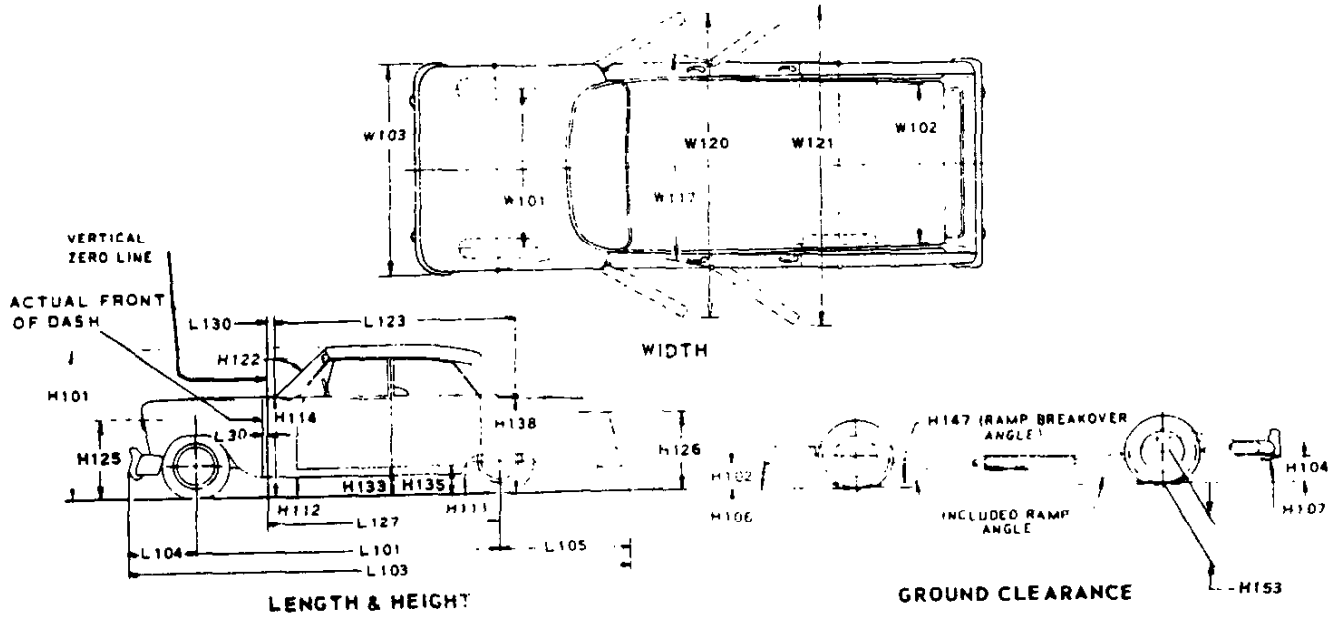 W103
W101
W120
W121
W102
W117
WIDTH
VERTICAL
ZERO LINE
ACTUAL FRONT
OF DASH
L130
L123
H122
H101
H114
L30
H125
H138
H126
H133
H135
H112
H111
L127
L104
L101
L105
L103
LENGTH & HEIGHT
H147 (RAMP BREAKOVER
ANGLE)
H102
H106
INCLUDED RAMP
ANGLE
H104
H107
H153
GROUND CLEARANCE